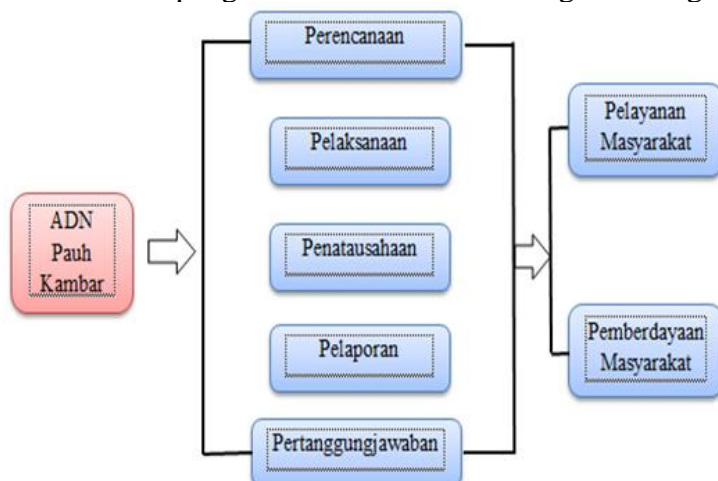 ADN
Pauh
Kambar
Perencanaan
Pelaksanaan
Penatausahaan
Pelaporan
Pertanggungjawaban
Pelayanan
Masyarakat
Pemberdayaan
Masyarakat